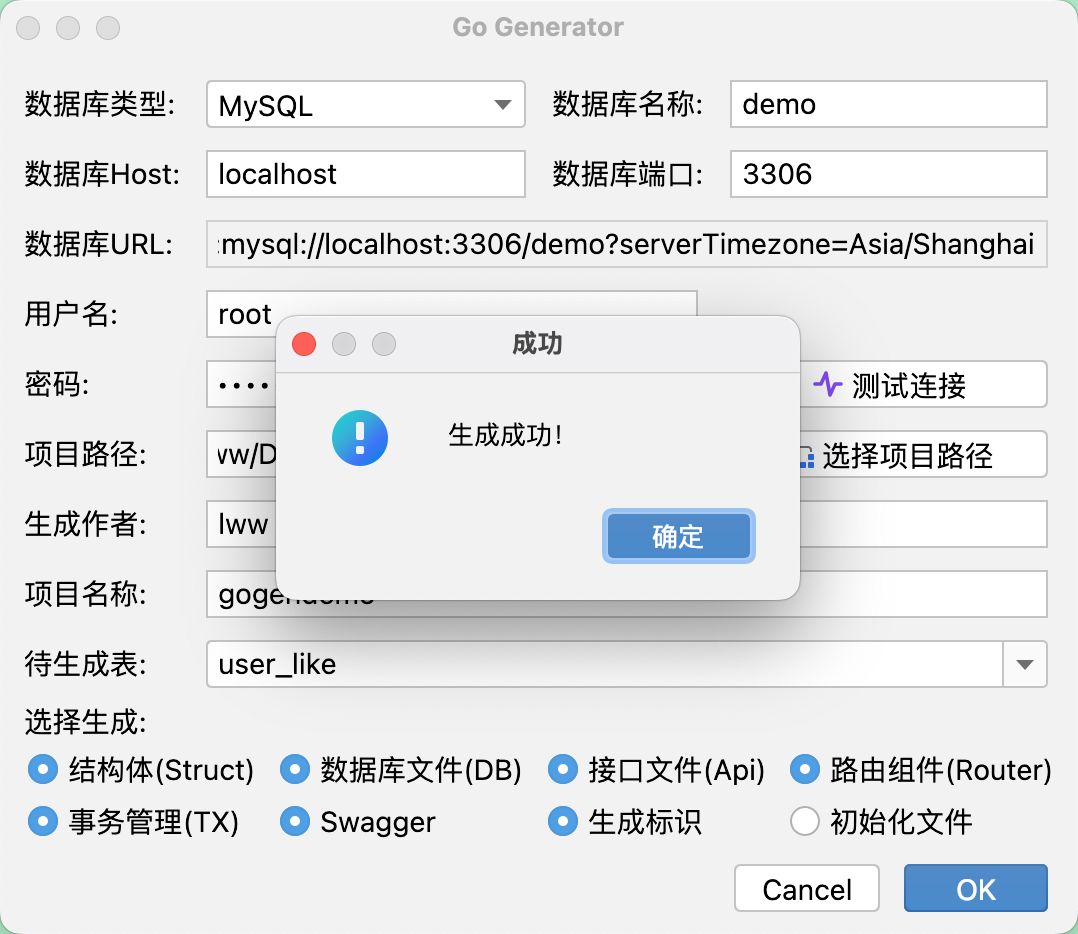 Go Generator
数据库类型: MySQL 数据库名称: demo
数据库Host: localhost 数据库端口: 3306
数据库URL: :mysql://localhost:3306/demo?serverTimezone=Asia/Shanghai
用户名: root
成功
密码: •••• 测试连接
生成成功!
项目路径: ww/D 选择项目路径
生成作者: lww
确定
项目名称: gogendemo
待生成表: user_like
选择生成:
结构体(Struct) 数据库文件(DB) 接口文件(Api) 路由组件(Router)
事务管理(TX) Swagger 生成标识 初始化文件
Cancel OK